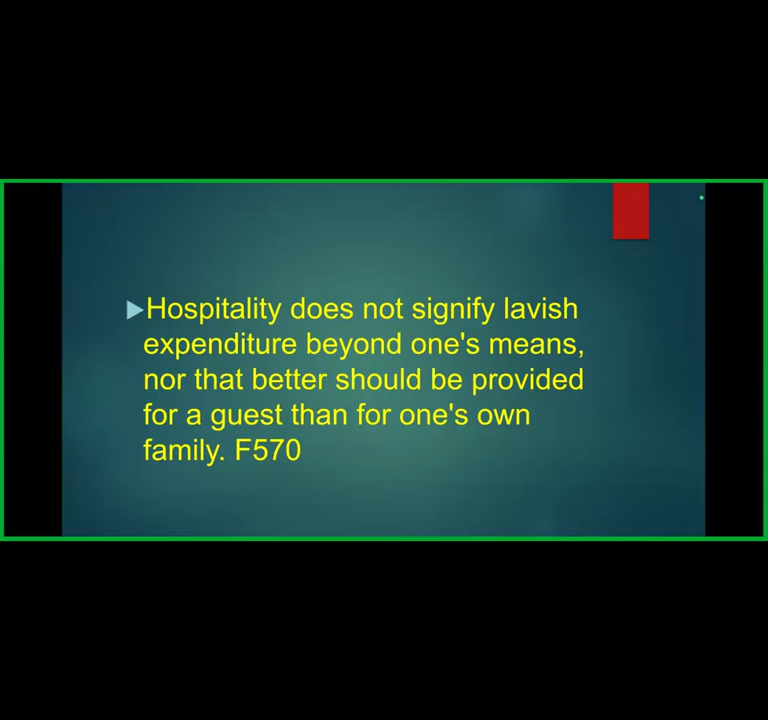 Hospitality does not signify lavish
expenditure beyond one's means,
nor that better should be provided
for a guest than for one's own
family. F570